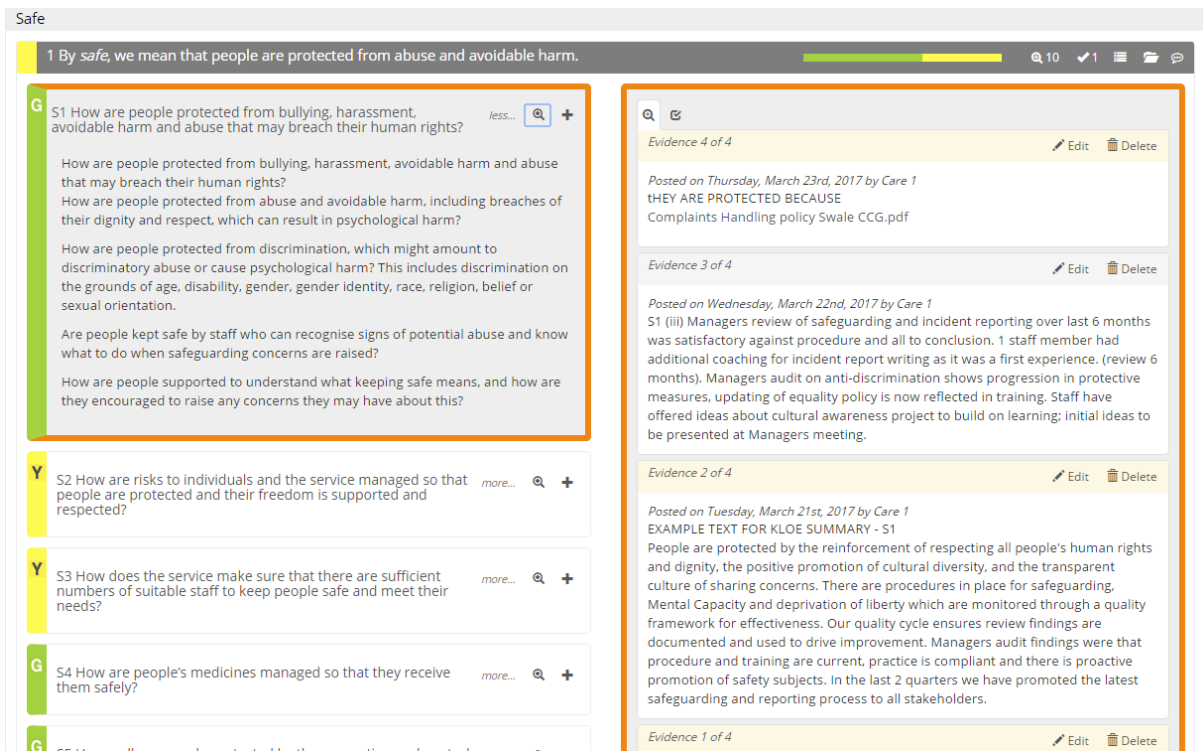 Safe
1 By safe, we mean that people are protected from abuse and avoidable harm.
10
1
G
S1 How are people protected from bullying, harassment,
avoidable harm and abuse that may breach their human rights?
less...
How are people protected from bullying, harassment, avoidable harm and abuse
that may breach their human rights?
How are people protected from abuse and avoidable harm, including breaches of
their dignity and respect, which can result in psychological harm?
How are people protected from discrimination, which might amount to
discriminatory abuse or cause psychological harm? This includes discrimination on
the grounds of age, disability, gender, gender identity, race, religion, belief or
sexual orientation.
Are people kept safe by staff who can recognise signs of potential abuse and know
what to do when safeguarding concerns are raised?
How are people supported to understand what keeping safe means, and how are
they encouraged to raise any concerns they may have about this?
Y
S2 How are risks to individuals and the service managed so that
people are protected and their freedom is supported and
respected?
more...
Y
S3 How does the service make sure that there are sufficient
numbers of suitable staff to keep people safe and meet their
needs?
more...
G
S4 How are people's medicines managed so that they receive
them safely?
more...
G
Evidence 4 of 4
Edit Delete
Posted on Thursday, March 23rd, 2017 by Care 1
tHEY ARE PROTECTED BECAUSE
Complaints Handling policy Swale CCG.pdf
Evidence 3 of 4
Edit Delete
Posted on Wednesday, March 22nd, 2017 by Care 1
S1 (iii) Managers review of safeguarding and incident reporting over last 6 months
was satisfactory against procedure and all to conclusion. 1 staff member had
additional coaching for incident report writing as it was a first experience. (review 6
months). Managers audit on anti-discrimination shows progression in protective
measures, updating of equality policy is now reflected in training. Staff have
offered ideas about cultural awareness project to build on learning; initial ideas to
be presented at Managers meeting.
Evidence 2 of 4
Edit Delete
Posted on Tuesday, March 21st, 2017 by Care 1
EXAMPLE TEXT FOR KLOE SUMMARY - S1
People are protected by the reinforcement of respecting all people's human rights
and dignity, the positive promotion of cultural diversity, and the transparent
culture of sharing concerns. There are procedures in place for safeguarding,
Mental Capacity and deprivation of liberty which are monitored through a quality
framework for effectiveness. Our quality cycle ensures review findings are
documented and used to drive improvement. Managers audit findings were that
procedure and training are current, practice is compliant and there is proactive
promotion of safety subjects. In the last 2 quarters we have promoted the latest
safeguarding and reporting process to all stakeholders.
Evidence 1 of 4
Edit Delete